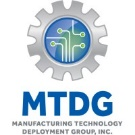 MTDG
MANUFACTURING TECHNOLOGY
DEPLOYMENT GROUP, INC.